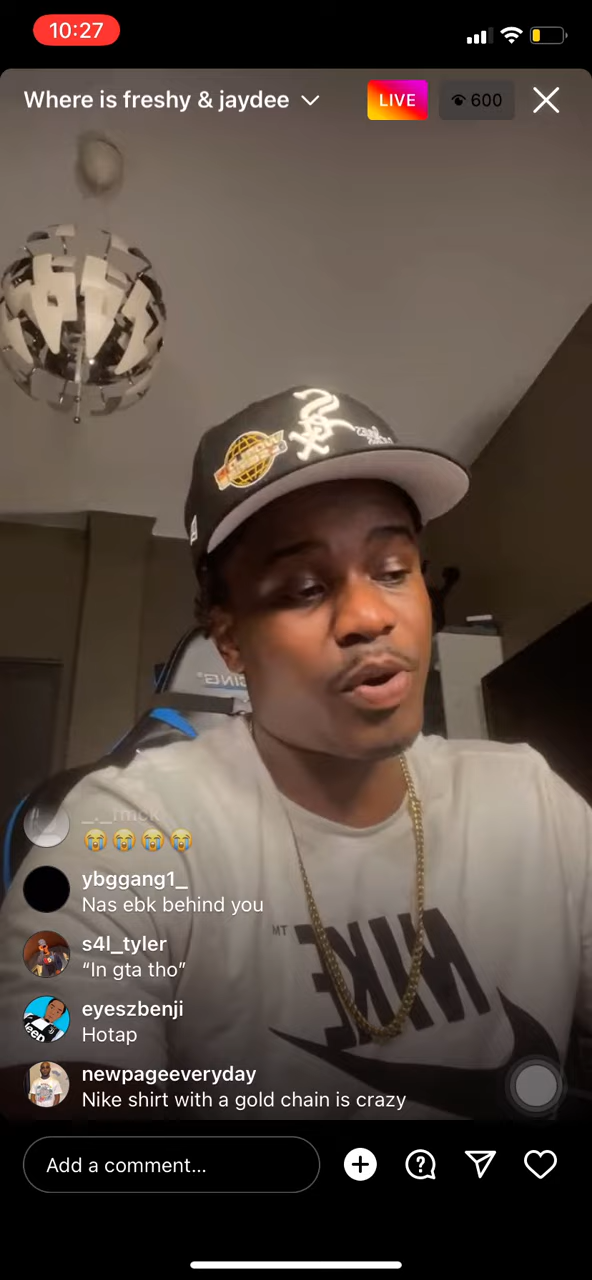 10:27
Where is freshy & jaydee
LIVE
600
😭😭😭😭
ybggang1_
Nas ebk behind you
s4l_tyler
“In gta tho”
eyeszbenji
Hotap
newpageeveryday
Nike shirt with a gold chain is crazy
NIKE
TM
Add a comment...